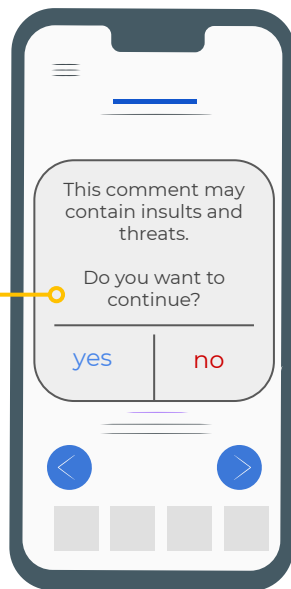 This comment may
contain insults and
threats.
Do you want to
continue?
yes
no